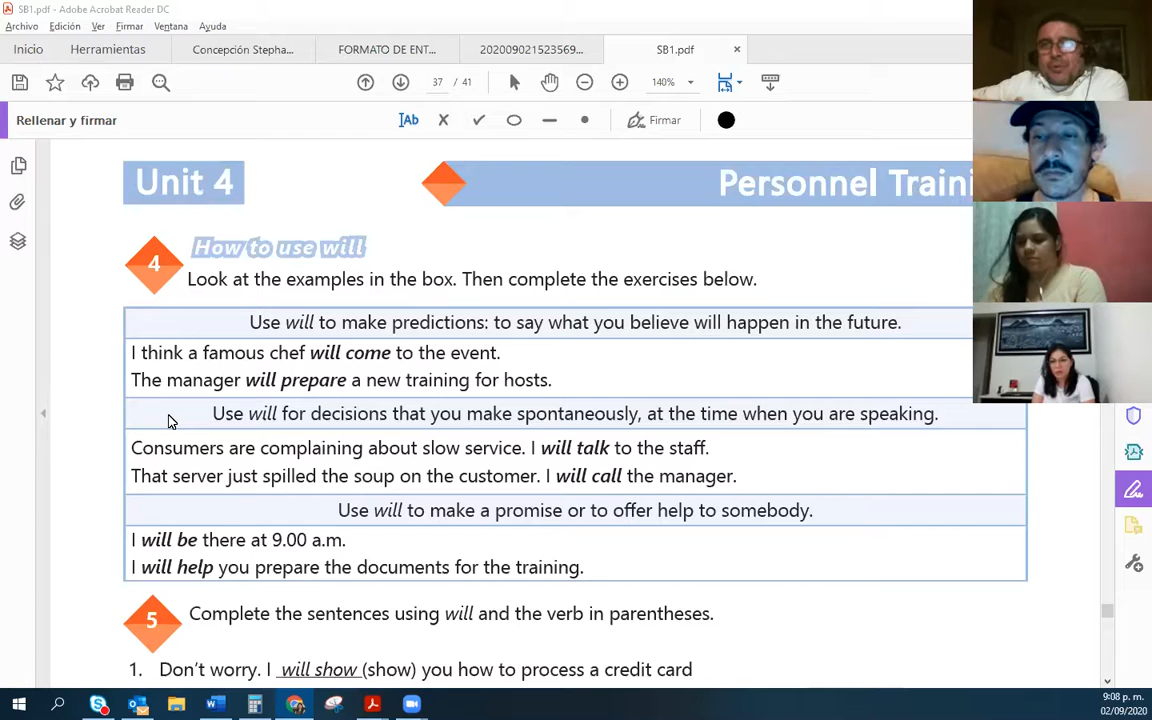 SB1.pdf - Adobe Acrobat Reader DC
Archivo Edición Ver Firmar Ventana Ayuda
Inicio Herramientas Concepción Stepha... FORMATO DE ENT... 202009021523569... SB1.pdf ×
37 / 41 140%
Rellenar y firmar Ab Firmar
Unit 4 Personnel Traini
4 How to use will
Look at the examples in the box. Then complete the exercises below.
Use will to make predictions: to say what you believe will happen in the future.
I think a famous chef will come to the event.
The manager will prepare a new training for hosts.
Use will for decisions that you make spontaneously, at the time when you are speaking.
Consumers are complaining about slow service. I will talk to the staff.
That server just spilled the soup on the customer. I will call the manager.
Use will to make a promise or to offer help to somebody.
I will be there at 9.00 a.m.
I will help you prepare the documents for the training.
5 Complete the sentences using will and the verb in parentheses.
1. Don't worry. I will show (show) you how to process a credit card
9:08 p. m.
02/09/2020